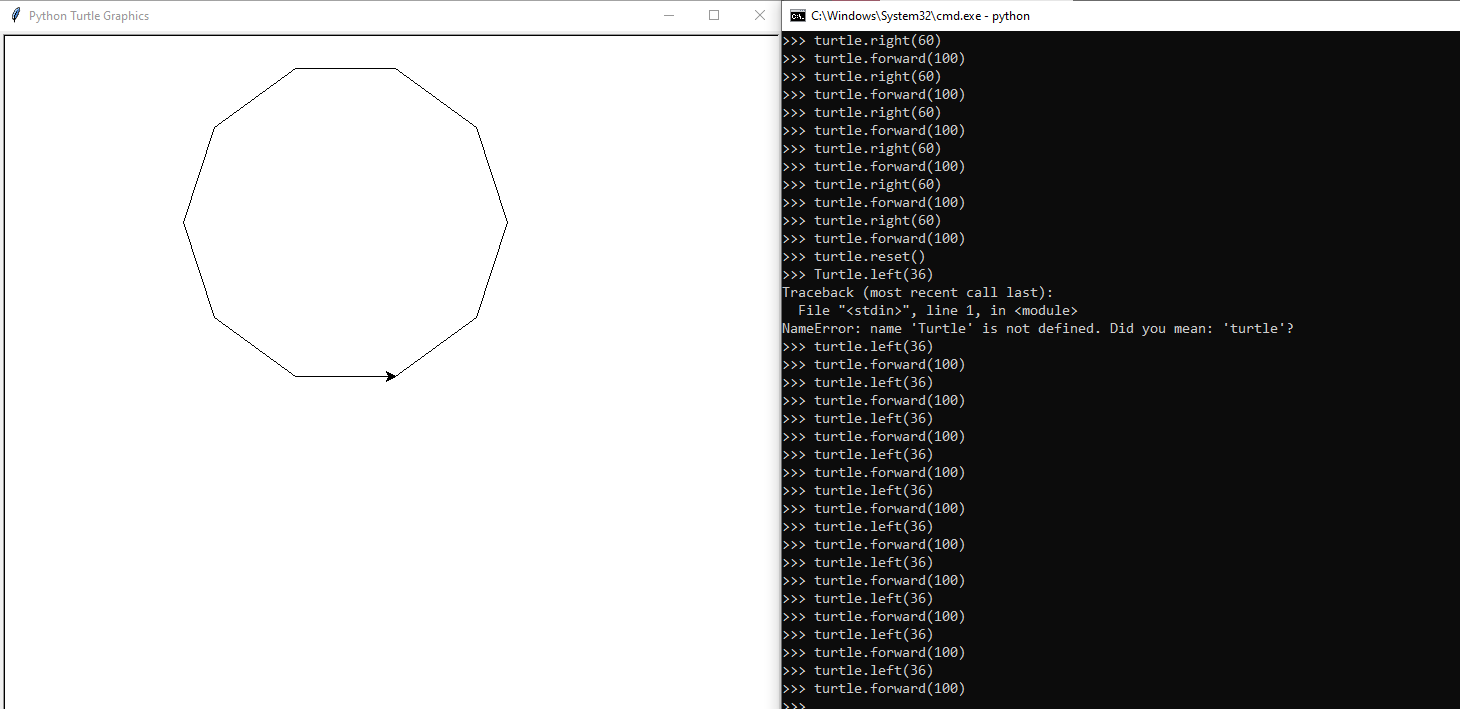 Python Turtle Graphics
C:\Windows\System32\cmd.exe - python
>>> turtle.right(60)
>>> turtle.forward(100)
>>> turtle.right(60)
>>> turtle.forward(100)
>>> turtle.right(60)
>>> turtle.forward(100)
>>> turtle.right(60)
>>> turtle.forward(100)
>>> turtle.right(60)
>>> turtle.forward(100)
>>> turtle.right(60)
>>> turtle.forward(100)
>>> turtle.reset()
>>> Turtle.left(36)
Traceback (most recent call last):
  File "<stdin>", line 1, in <module>
NameError: name 'Turtle' is not defined. Did you mean: 'turtle'?
>>> turtle.left(36)
>>> turtle.forward(100)
>>> turtle.left(36)
>>> turtle.forward(100)
>>> turtle.left(36)
>>> turtle.forward(100)
>>> turtle.left(36)
>>> turtle.forward(100)
>>> turtle.left(36)
>>> turtle.forward(100)
>>> turtle.left(36)
>>> turtle.forward(100)
>>> turtle.left(36)
>>> turtle.forward(100)
>>> turtle.left(36)
>>> turtle.forward(100)
>>> turtle.left(36)
>>> turtle.forward(100)
>>> turtle.left(36)
>>> turtle.forward(100)
>>>